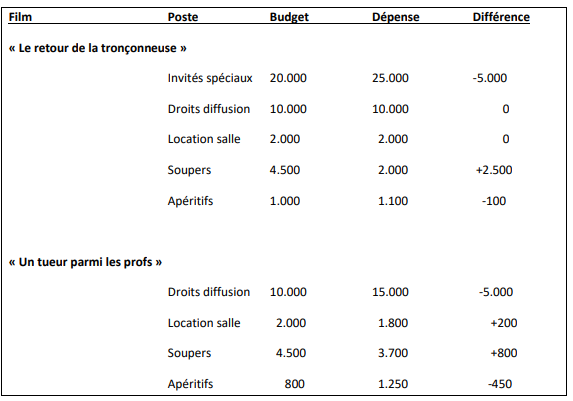 Film Poste Budget Dépense Différence
« Le retour de la tronçonneuse »
Invités spéciaux 20.000 25.000 -5.000
Droits diffusion 10.000 10.000 0
Location salle 2.000 2.000 0
Soupers 4.500 2.000 +2.500
Apéritifs 1.000 1.100 -100
« Un tueur parmi les profs »
Droits diffusion 10.000 15.000 -5.000
Location salle 2.000 1.800 +200
Soupers 4.500 3.700 +800
Apéritifs 800 1.250 -450